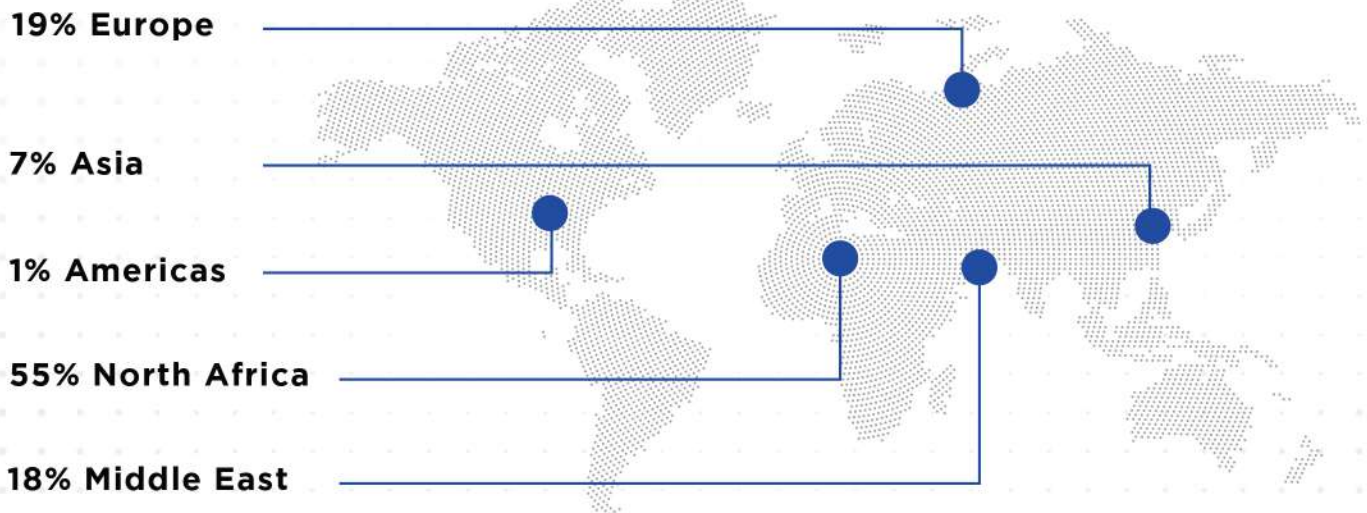 19% Europe
7% Asia
1% Americas
55% North Africa
18% Middle East